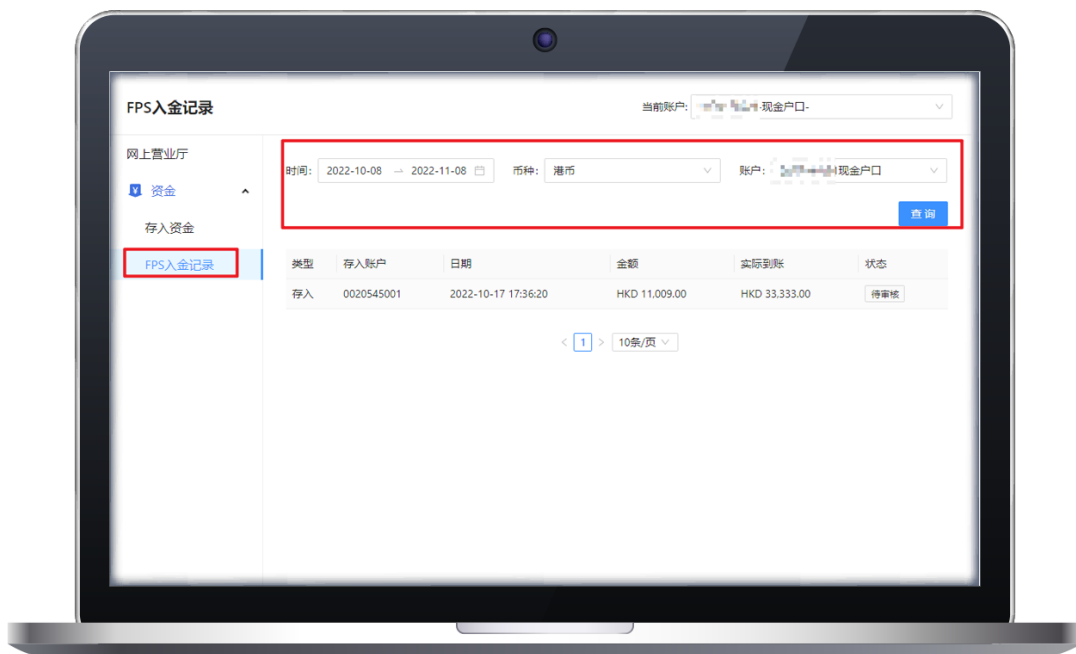 FPS入金记录
当前账户: 现金户口-
网上营业厅
资金
存入资金
FPS入金记录
时间: 2022-10-08 → 2022-11-08 币种: 港币 账户: 现金户口
查询
类型 存入账户 日期 金额 实际到账 状态
存入 0020545001 2022-10-17 17:36:20 HKD 11,009.00 HKD 33,333.00 待审核
< 1 > 10条/页